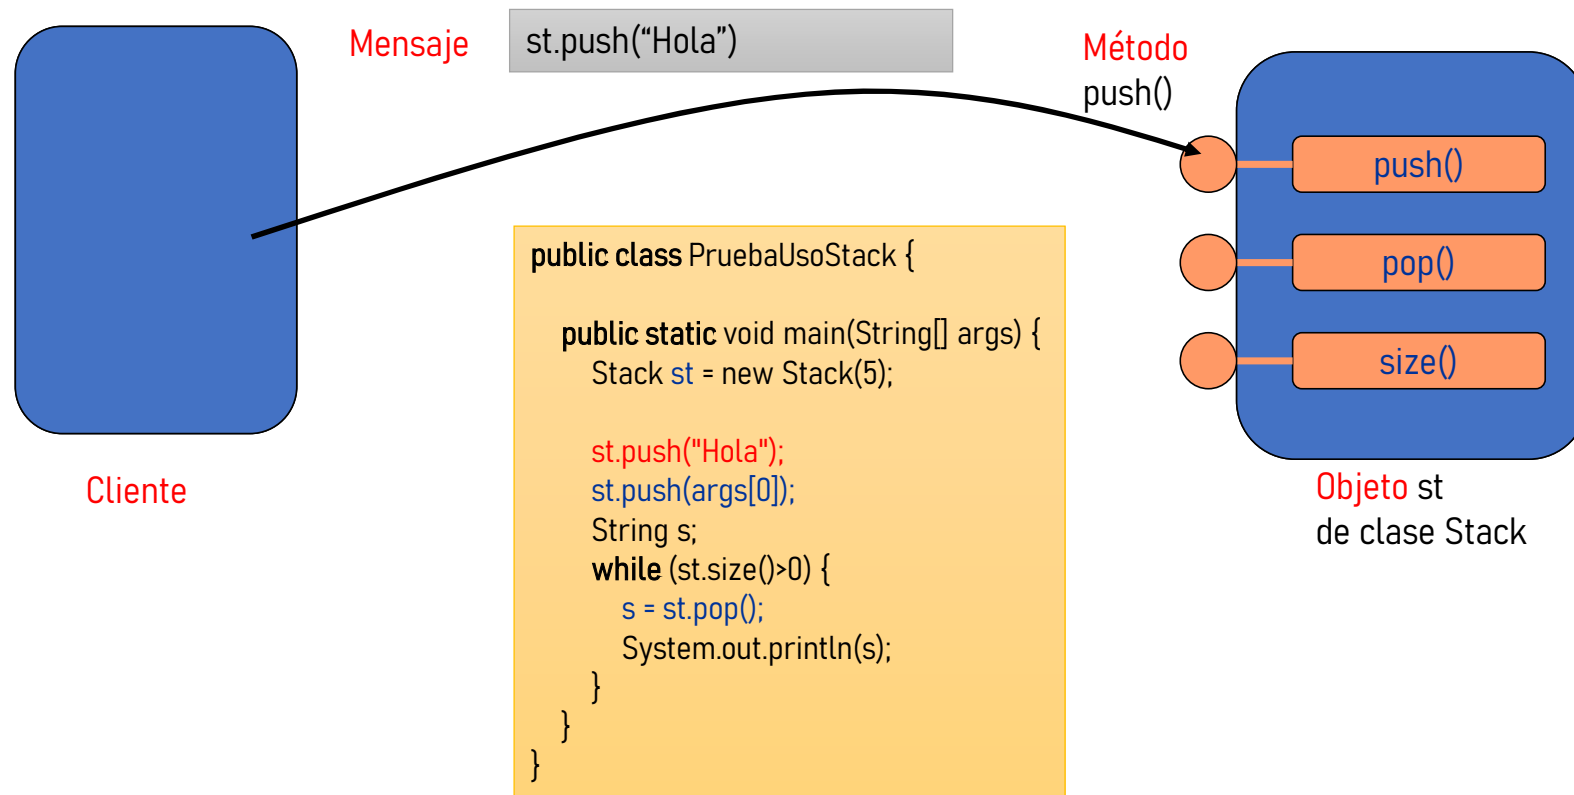 Mensaje
st.push(“Hola”)
Método
push()
push()
pop()
size()
public class PruebaUsoStack {
public static void main(String[] args) {
Stack st = new Stack(5);
st.push("Hola");
st.push(args[0]);
String s;
while (st.size()>0) {
s = st.pop();
System.out.println(s);
}
}
}
Cliente
Objeto st
de clase Stack